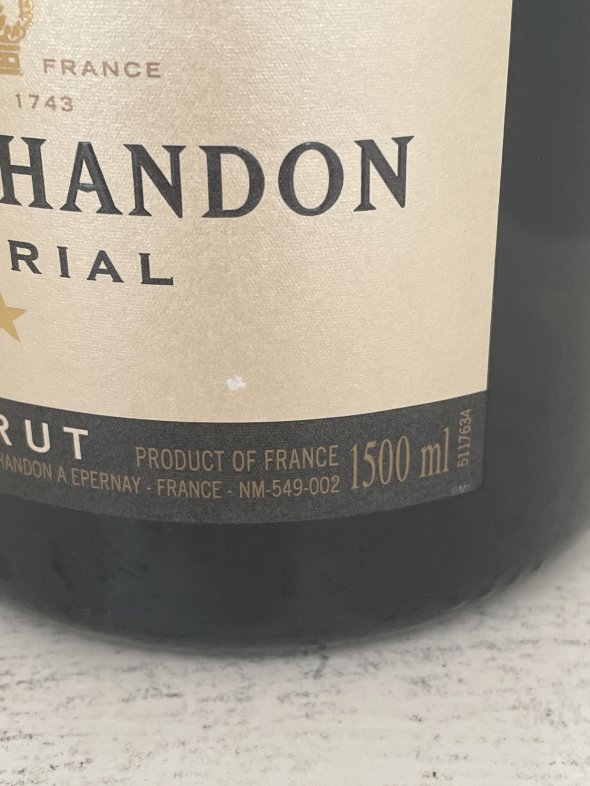 FRANCE
1743
HANDON
RIAL
RUT
PRODUCT OF FRANCE
HANDON A EPERNAY - FRANCE - NM-549-002
1500 ml
5117634